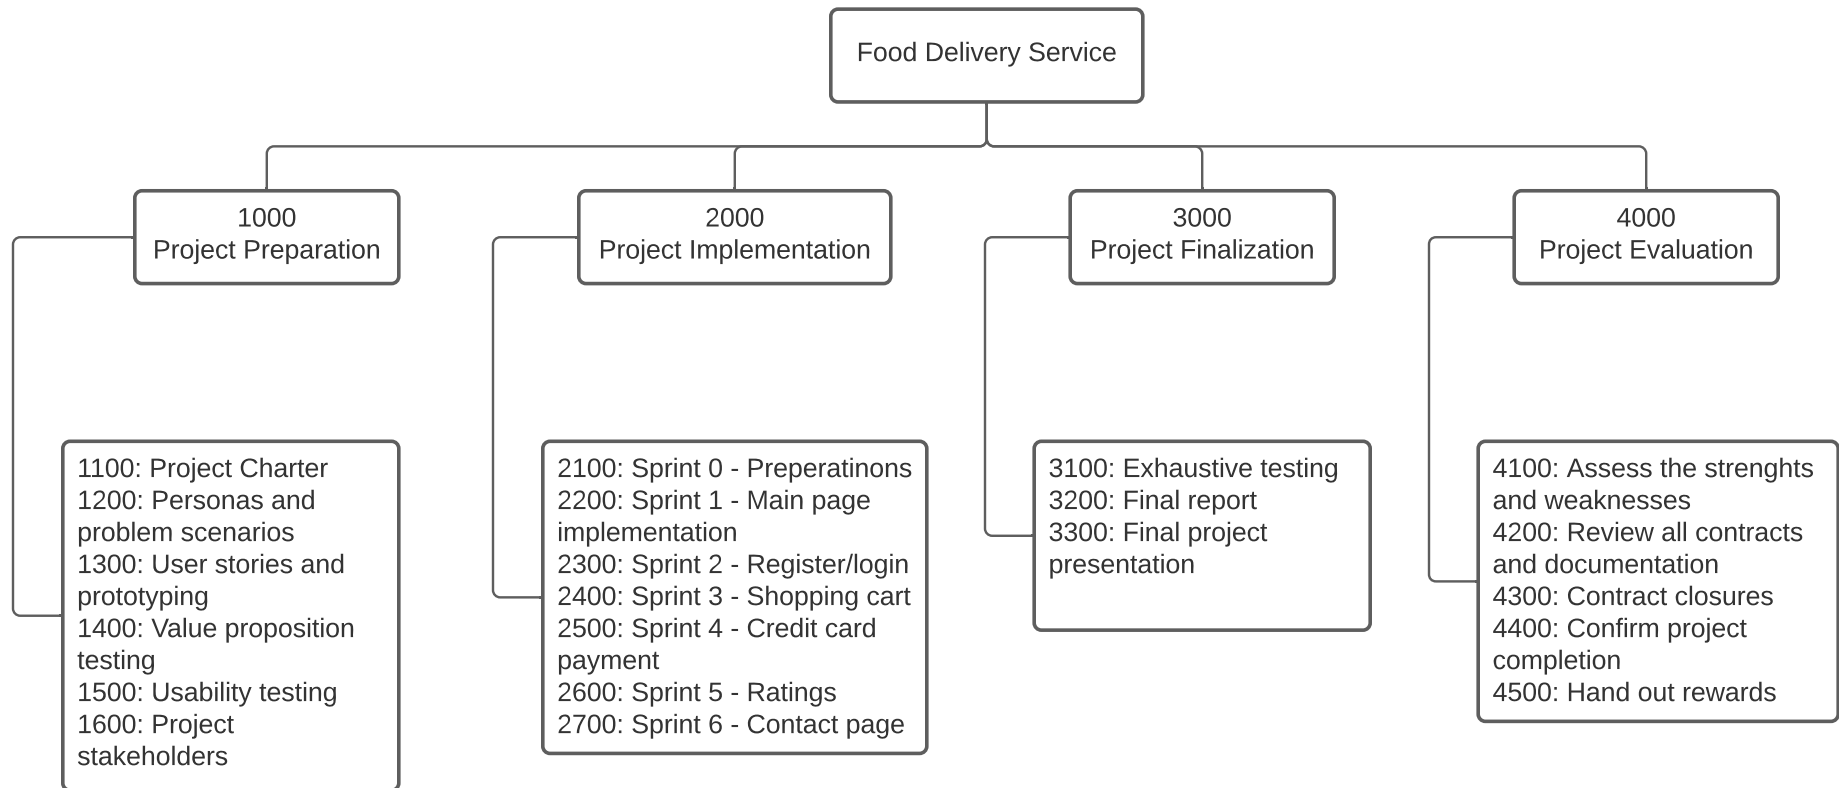 Food Delivery Service
1000
Project Preparation
2000
Project Implementation
3000
Project Finalization
4000
Project Evaluation
1100: Project Charter
1200: Personas and
problem scenarios
1300: User stories and
prototyping
1400: Value proposition
testing
1500: Usability testing
1600: Project
stakeholders
2100: Sprint 0 - Preperatinons
2200: Sprint 1 - Main page
implementation
2300: Sprint 2 - Register/login
2400: Sprint 3 - Shopping cart
2500: Sprint 4 - Credit card
payment
2600: Sprint 5 - Ratings
2700: Sprint 6 - Contact page
3100: Exhaustive testing
3200: Final report
3300: Final project
presentation
4100: Assess the strenghts
and weaknesses
4200: Review all contracts
and documentation
4300: Contract closures
4400: Confirm project
completion
4500: Hand out rewards